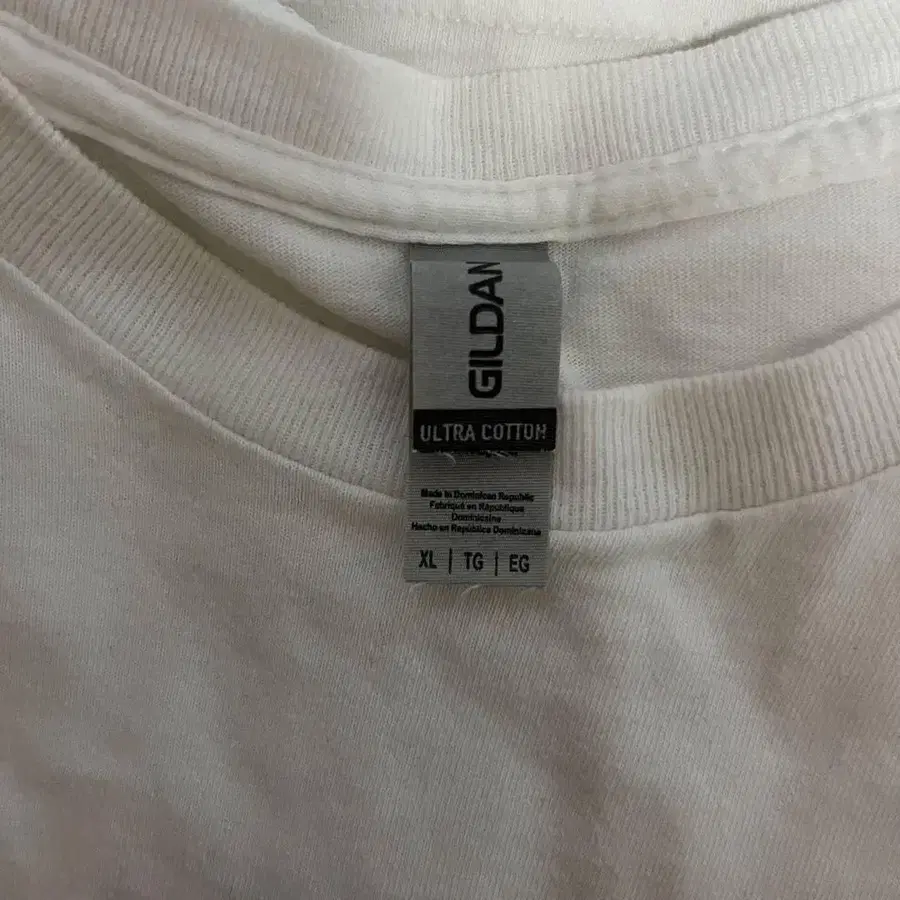 GILDAN
ULTRA COTTON
Made in Dominican Republic
Fabriqué en République
Dominicaine
Hecho en República Dominicana
XL | TG | EG